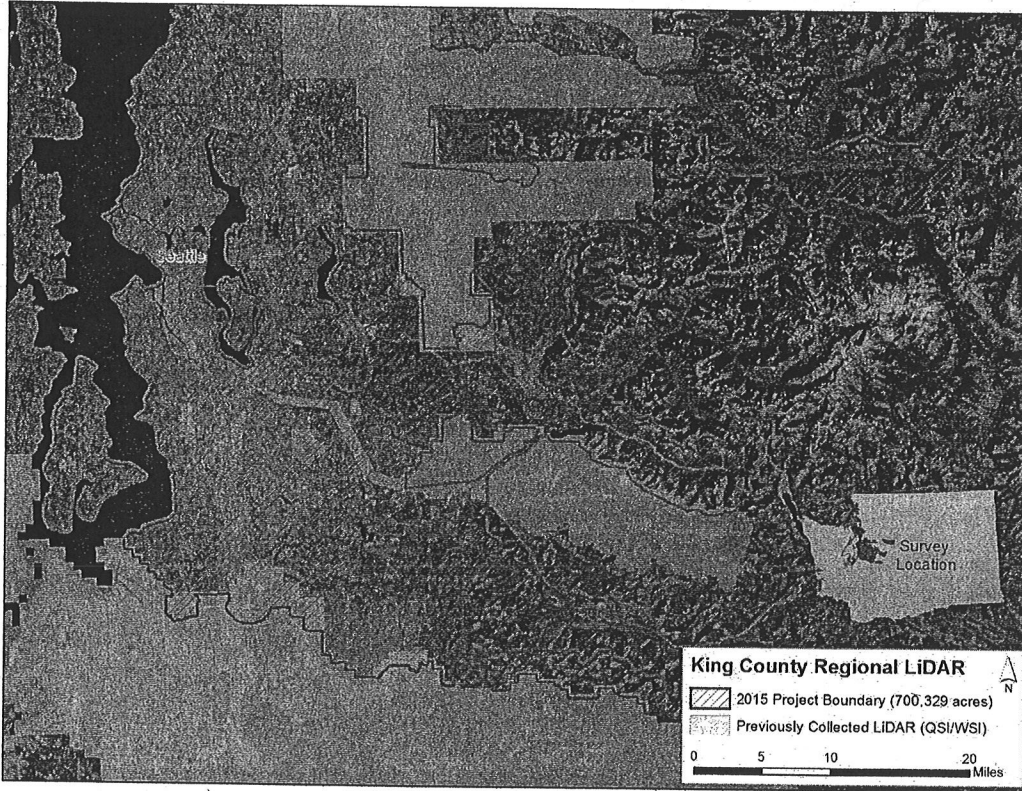 Seattle
Survey
Location
King County Regional LiDAR
N
2015 Project Boundary (700,329 acres)
Previously Collected LiDAR (QSI/WSI)
0 5 10 20
Miles